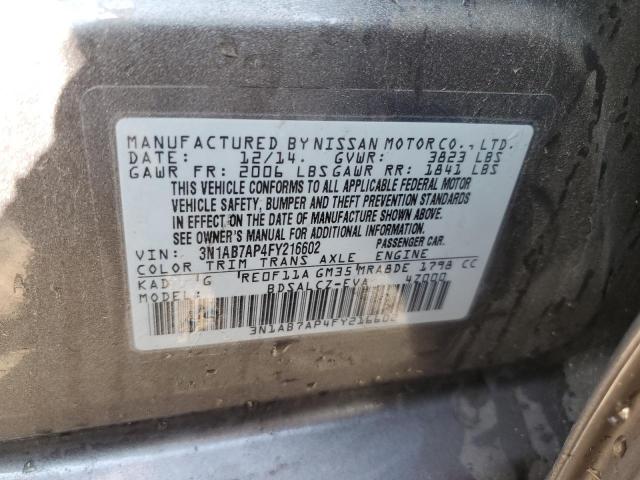 MANUFACTURED BY NISSAN MOTOR CO., LTD.
DATE: 12/14. GVWR: 3823 LBS
GAWR FR: 2006 LBS GAWR RR: 1841 LBS
THIS VEHICLE CONFORMS TO ALL APPLICABLE FEDERAL MOTOR
VEHICLE SAFETY, BUMPER AND THEFT PREVENTION STANDARDS
IN EFFECT ON THE DATE OF MANUFACTURE SHOWN ABOVE.
SEE OWNER'S MANUAL FOR ADDITIONAL INFORMATION.
VIN: 3N1AB7AP4FY216602 PASSENGER CAR.
COLOR TRIM TRANS AXLE ENGINE
KAD G RE0F11A GM35 MRA8DE 1798 CC
MODEL: BDSALCZ-EVA 4Z000
3N1AB7AP4FY216602